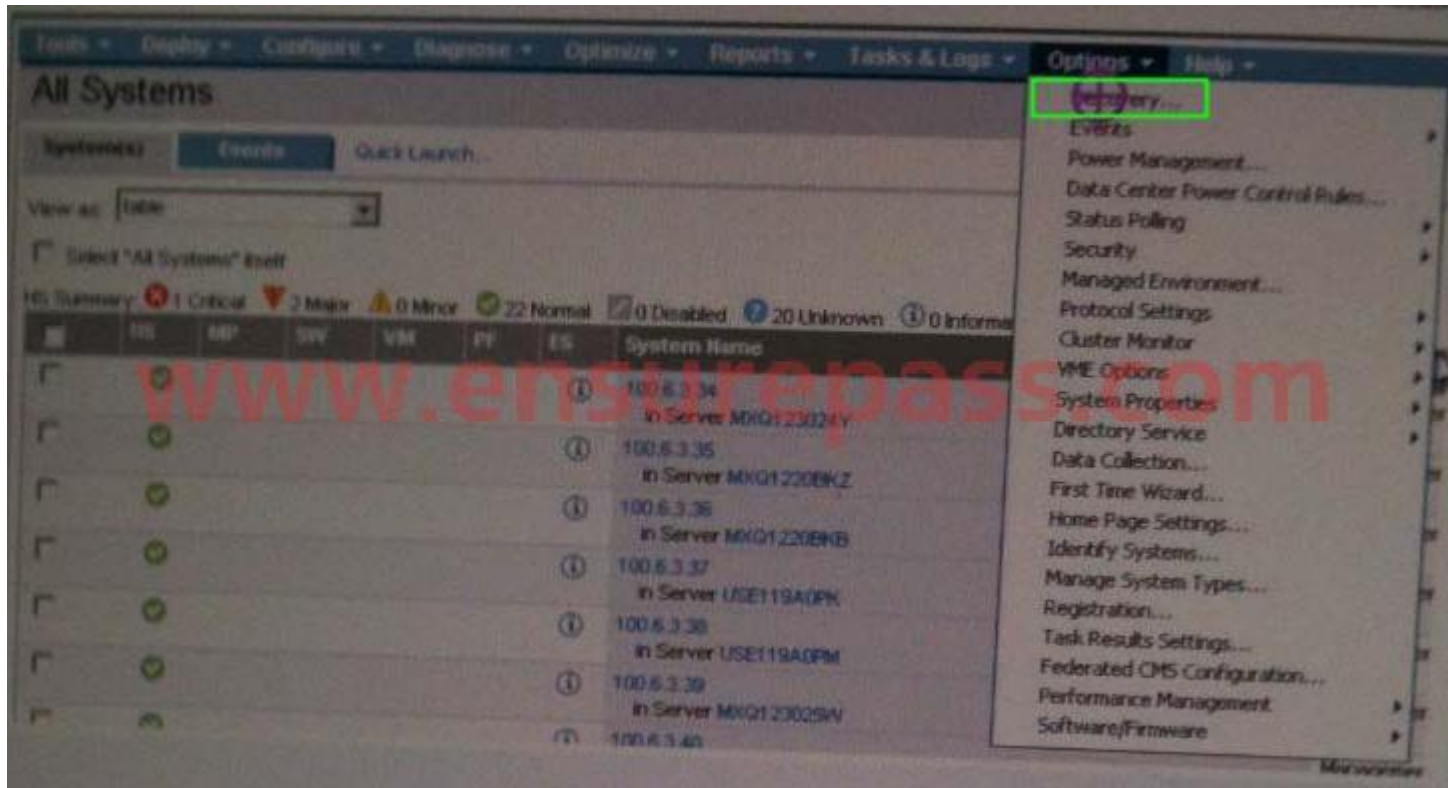 Tools Deploy Configure Diagnose Optimize Reports Tasks & Logs Options Help
All Systems
System(s) Events Quick Launch...
View as: table
Select "All Systems" itself
HS Summary: 1 Critical 2 Major 0 Minor 22 Normal 0 Disabled 20 Unknown 0 Informa
HS MP SW VM PF ES System Name
100.6.3.34
in Server
100.6.3.35
in Server MXQ1220BKZ
100.6.3.36
in Server MXQ1220BKB
100.6.3.37
in Server USE119A0PK
100.6.3.38
in Server USE119A0PM
100.6.3.39
in Server
100.6.3.40
Events
Power Management...
Data Center Power Control Rules...
Status Polling
Security
Managed Environment...
Protocol Settings
Cluster Monitor
VME Options
System Properties
Directory Service
Data Collection...
First Time Wizard...
Home Page Settings...
Identify Systems...
Manage System Types...
Registration...
Task Results Settings...
Federated CMS Configuration...
Performance Management
Software/Firmware
www.ensurepass.com